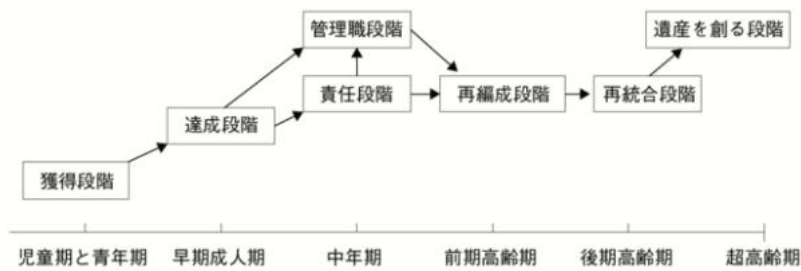 管理職段階
遺産を創る段階
責任段階
再編成段階
再統合段階
達成段階
獲得段階
児童期と青年期
早期成人期
中年期
前期高齢期
後期高齢期
超高齢期